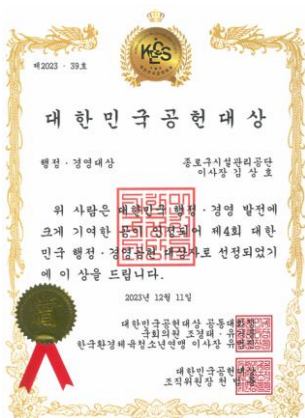 KCS
제2023 - 39호
대한민국공헌대상
행정 · 경영대상
종로구시설관리공단
이사장 김상호
위 사람은 대한민국 행정 · 경영 발전에
크게 기여한 공이 인정되어 제4회 대한
민국 행정 · 경영공헌 대상자로 선정되었기
에 이 상을 드립니다.
2023년 12월 11일
대한민국공헌대상 공동대회장
국회의원 조경태 ·
한국환경체육청소년연맹 이사장
대한민국공헌대상
조직위원장